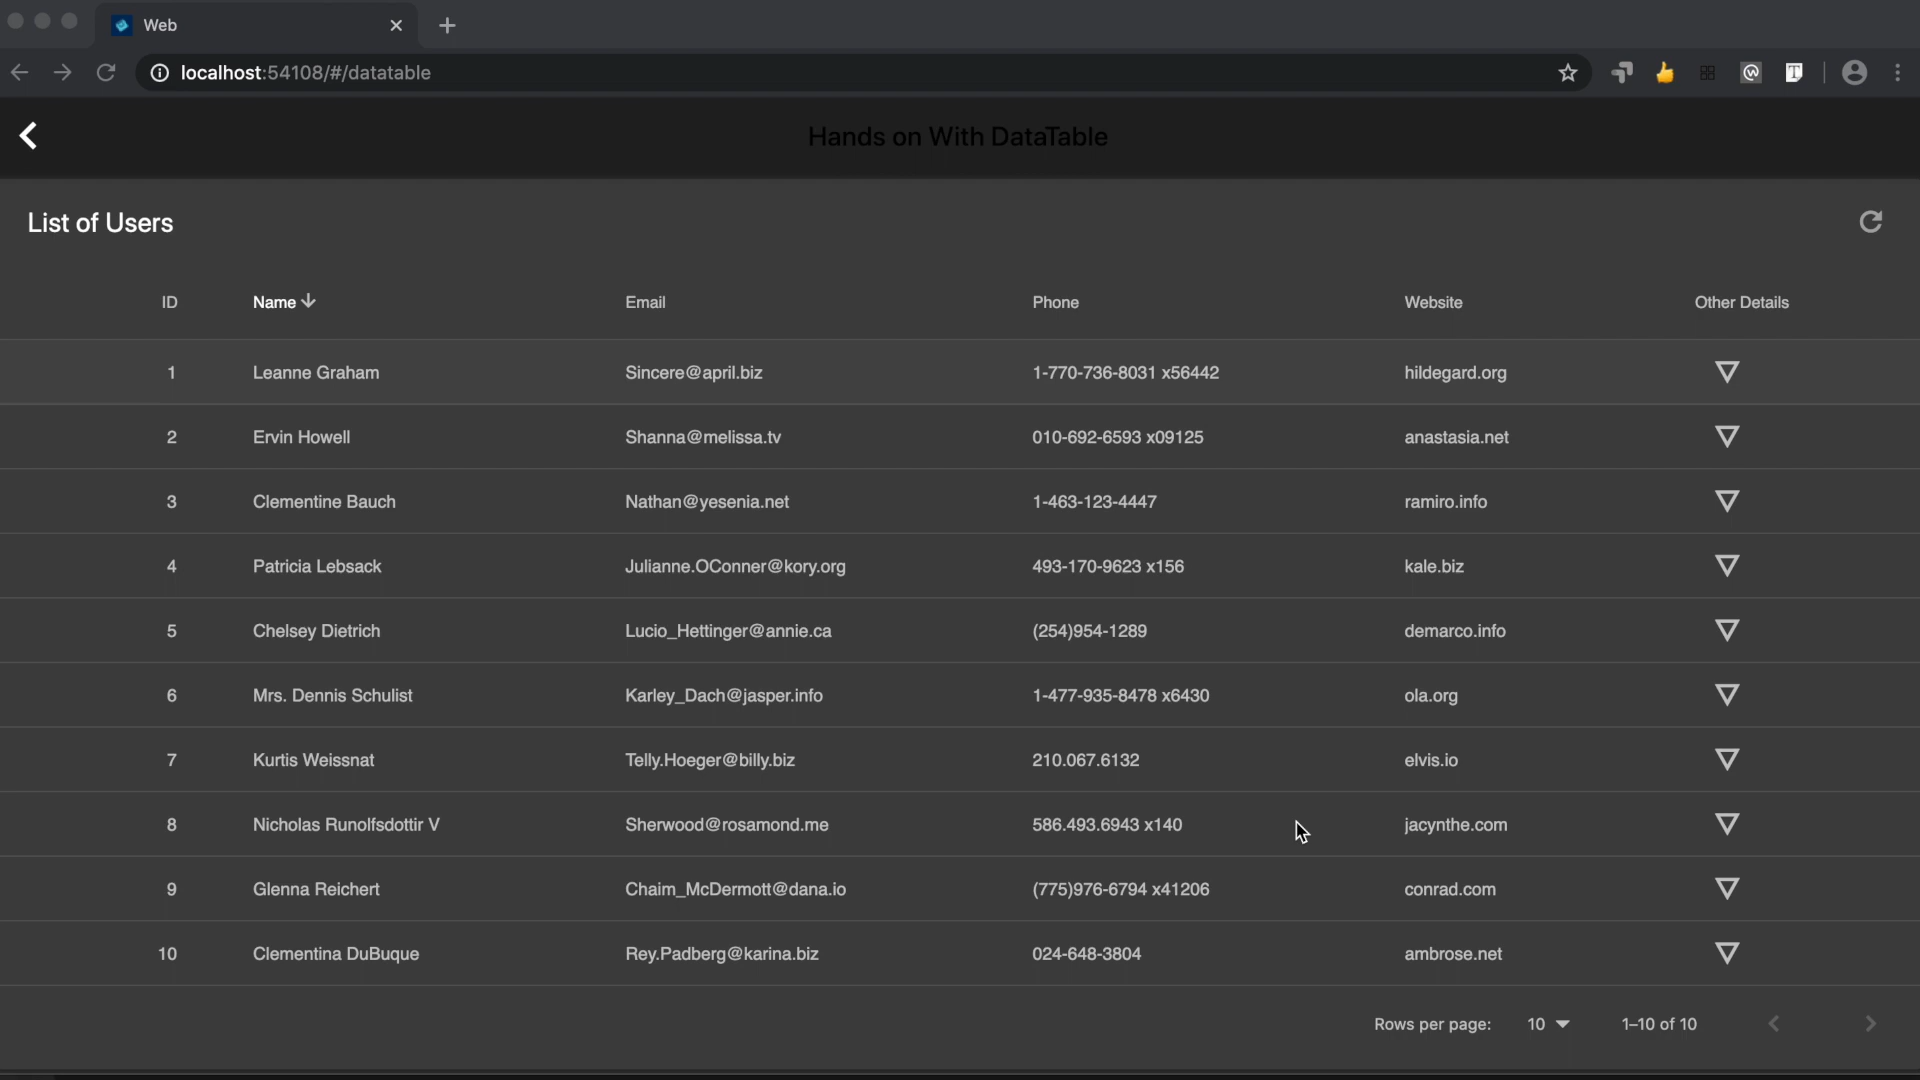 Web
localhost:54108/#/datatable
Hands on With DataTable
List of Users
ID Name Email Phone Website Other Details
1 Leanne Graham Sincere@april.biz 1-770-736-8031 x56442 hildegard.org
2 Ervin Howell Shanna@melissa.tv 010-692-6593 x09125 anastasia.net
3 Clementine Bauch Nathan@yesenia.net 1-463-123-4447 ramiro.info
4 Patricia Lebsack Julianne.OConner@kory.org 493-170-9623 x156 kale.biz
5 Chelsey Dietrich Lucio_Hettinger@annie.ca (254)954-1289 demarco.info
6 Mrs. Dennis Schulist Karley_Dach@jasper.info 1-477-935-8478 x6430 ola.org
7 Kurtis Weissnat Telly.Hoeger@billy.biz 210.067.6132 elvis.io
8 Nicholas Runolfsdottir V Sherwood@rosamond.me 586.493.6943 x140 jacynthe.com
9 Glenna Reichert Chaim_McDermott@dana.io (775)976-6794 x41206 conrad.com
10 Clementina DuBuque Rey.Padberg@karina.biz 024-648-3804 ambrose.net
Rows per page: 10 1–10 of 10